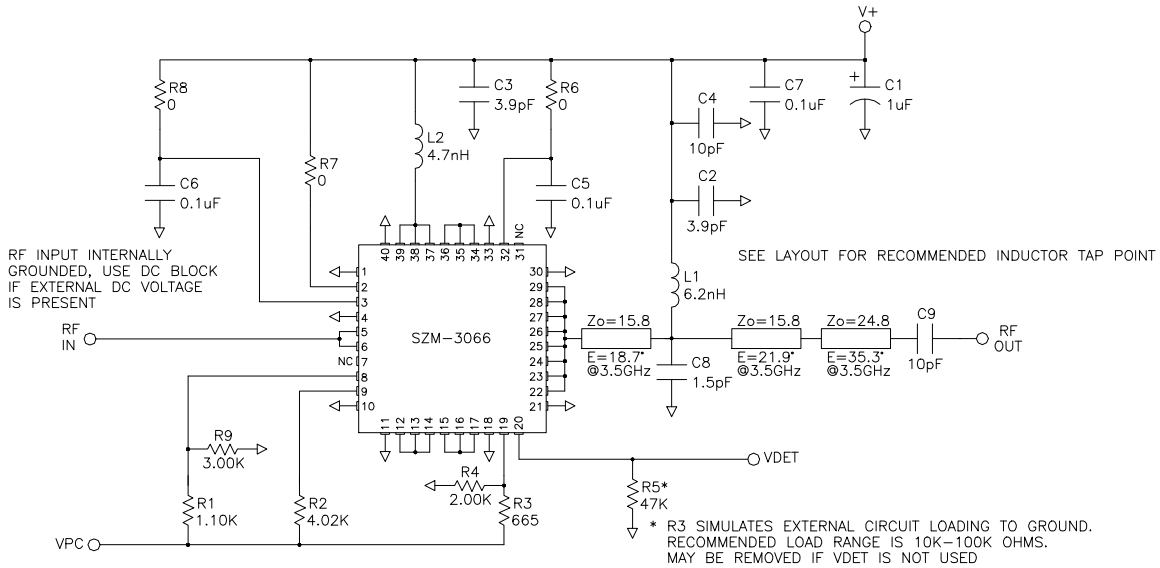 V+
R8
0
R7
0
L2
4.7nH
C3
3.9pF
R6
0
C4
10pF
C7
0.1uF
+
C1
1uF
C6
0.1uF
C5
0.1uF
C2
3.9pF
RF INPUT INTERNALLY
GROUNDED, USE DC BLOCK
IF EXTERNAL DC VOLTAGE
IS PRESENT
SEE LAYOUT FOR RECOMMENDED INDUCTOR TAP POINT
40
39
38
37
36
35
34
33
32
31
NC
1
2
3
4
5
6
NC
7
8
9
10
SZM-3066
30
29
28
27
26
25
24
23
22
21
11
12
13
14
15
16
17
18
19
20
RF
IN
L1
6.2nH
Zo=15.8
E=18.7°
@3.5GHz
C8
1.5pF
Zo=15.8
E=21.9°
@3.5GHz
Zo=24.8
E=35.3°
@3.5GHz
C9
10pF
RF
OUT
R9
3.00K
R1
1.10K
R2
4.02K
R4
2.00K
R3
665
VDET
R5*
47K
VPC
* R3 SIMULATES EXTERNAL CIRCUIT LOADING TO GROUND.
RECOMMENDED LOAD RANGE IS 10K-100K OHMS.
MAY BE REMOVED IF VDET IS NOT USED